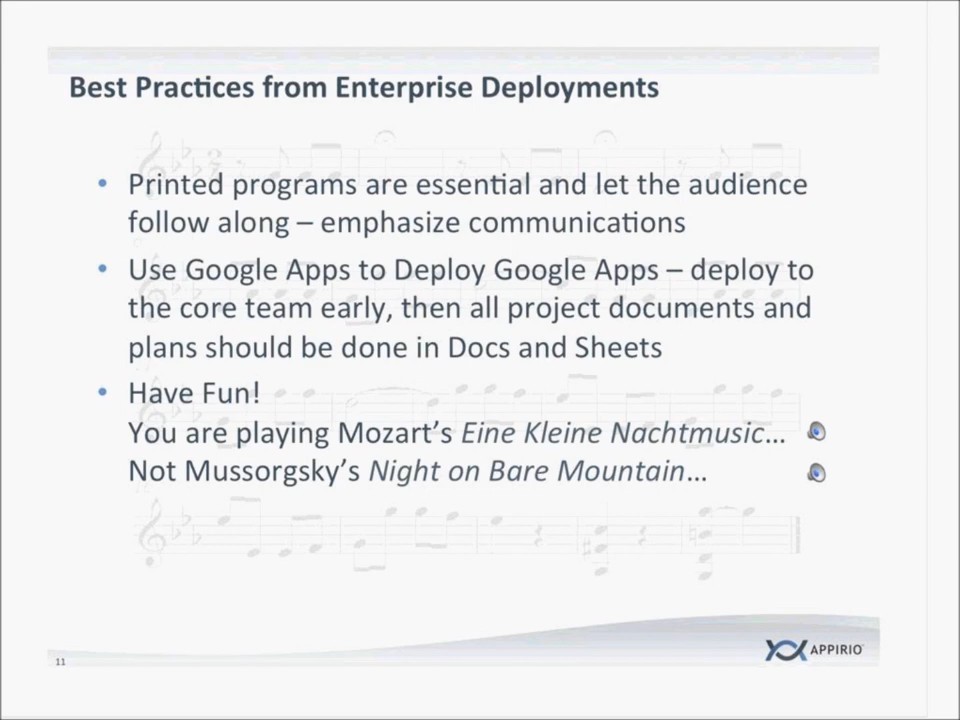 Best Practices from Enterprise Deployments
• Printed programs are essential and let the audience
follow along – emphasize communications
• Use Google Apps to Deploy Google Apps – deploy to
the core team early, then all project documents and
plans should be done in Docs and Sheets
• Have Fun!
You are playing Mozart's Eine Kleine Nachtmusic...
Not Mussorgsky's Night on Bare Mountain...
11
APPIRIO